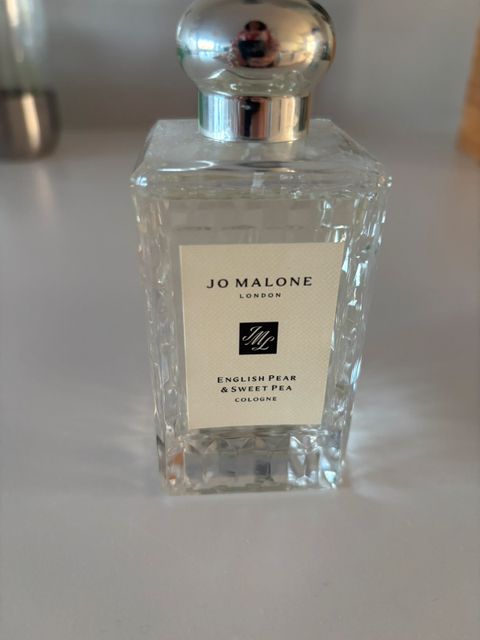 JO MALONE
LONDON
JML
ENGLISH PEAR
& SWEET PEA
COLOGNE